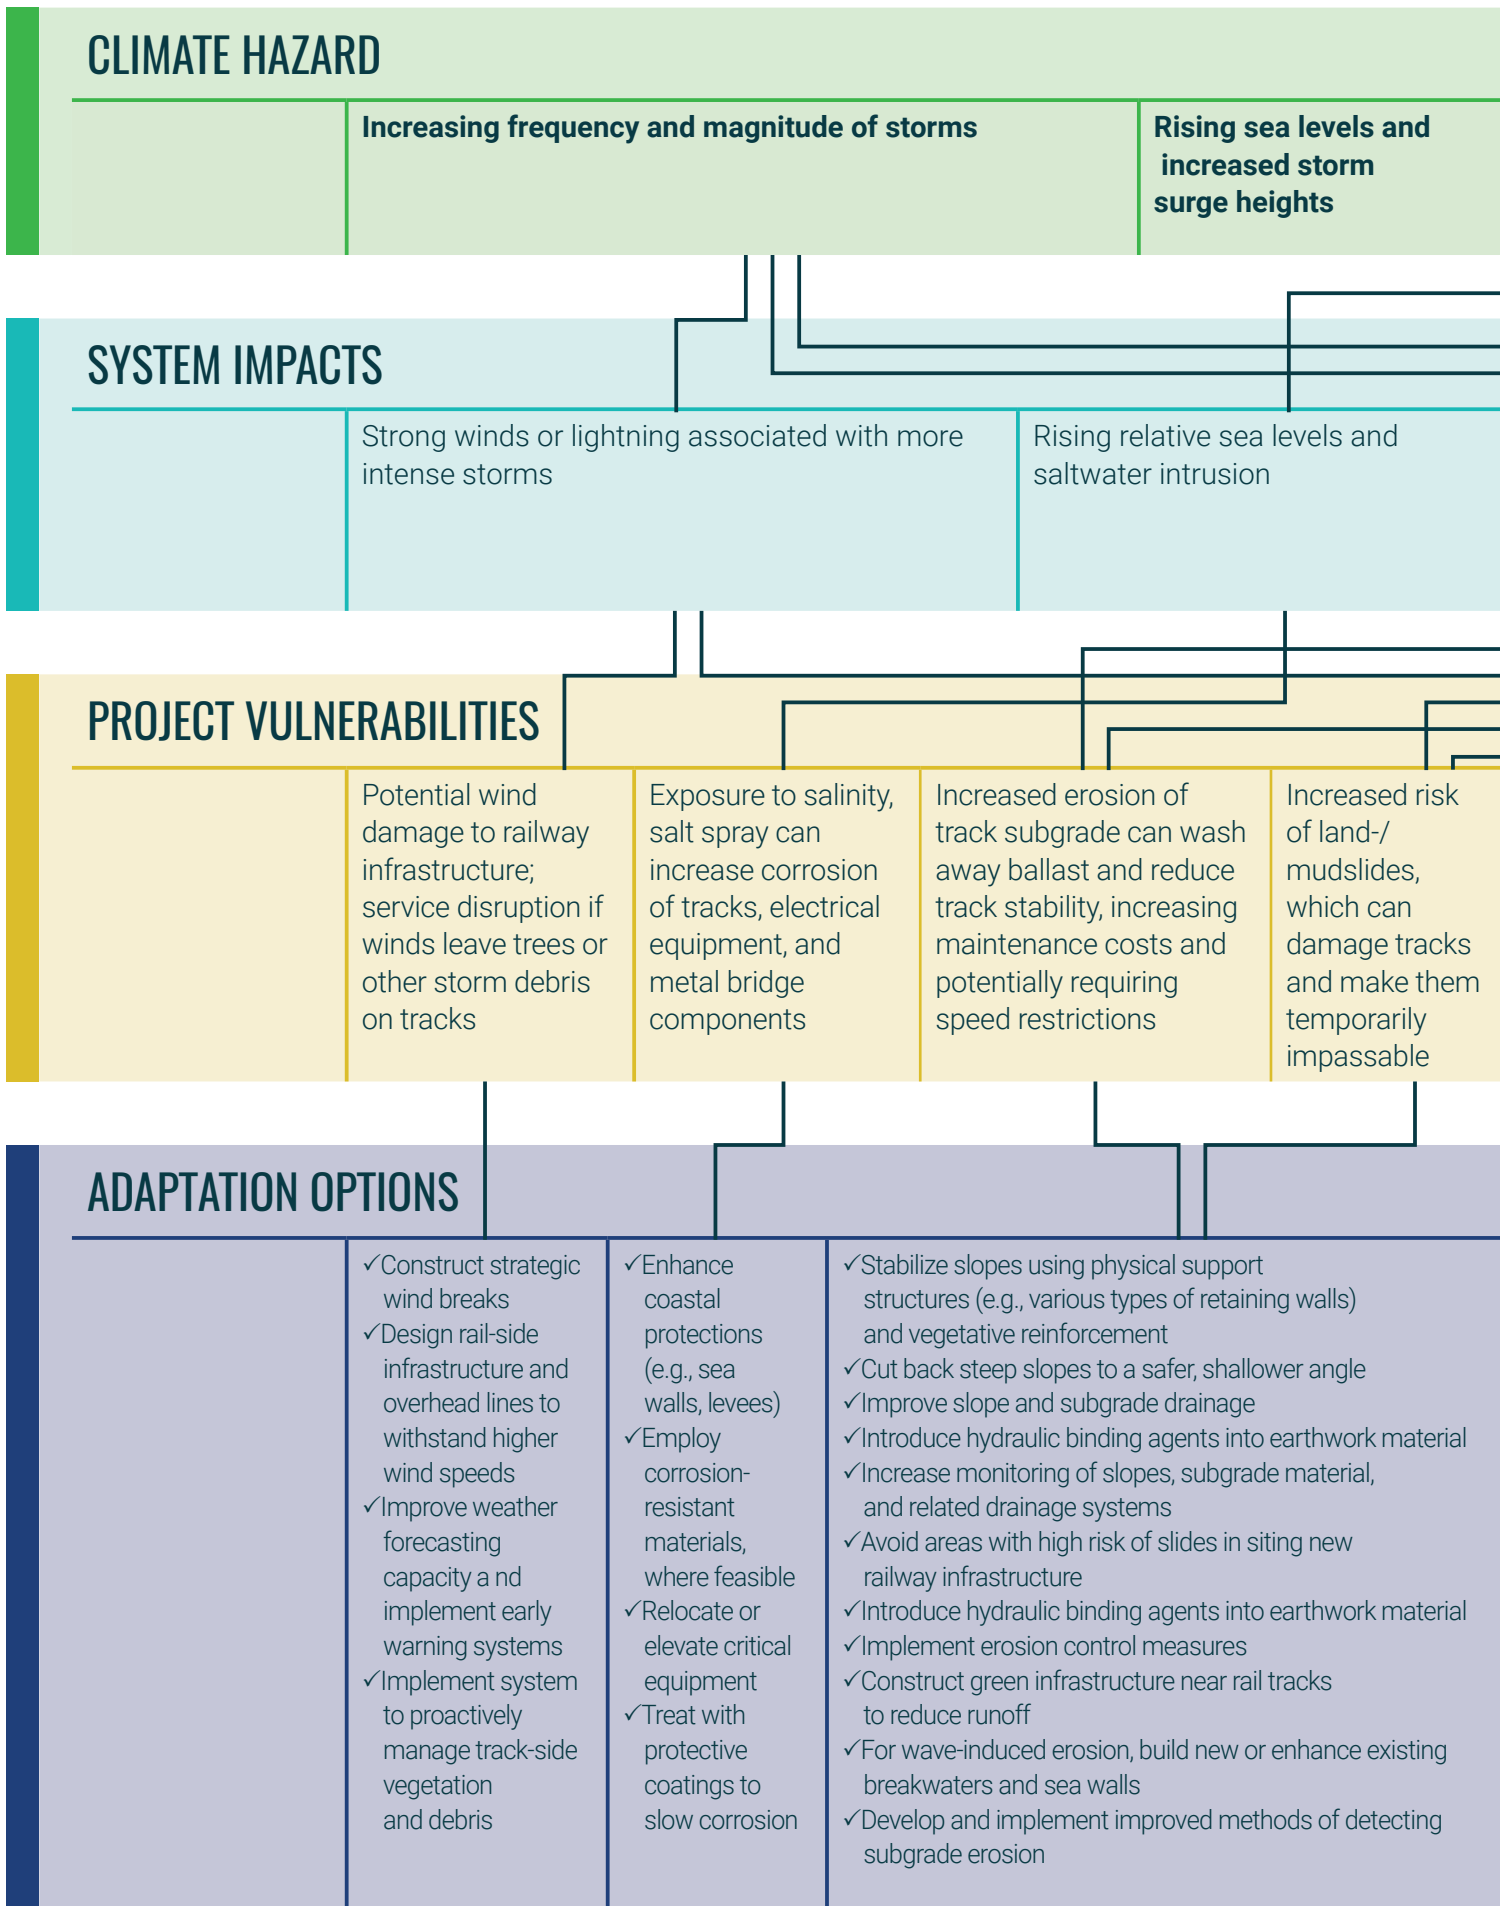 CLIMATE HAZARD
Increasing frequency and magnitude of storms
Rising sea levels and
increased storm
surge heights
SYSTEM IMPACTS
Strong winds or lightning associated with more
intense storms
Rising relative sea levels and
saltwater intrusion
PROJECT VULNERABILITIES
Potential wind
damage to railway
infrastructure;
service disruption if
winds leave trees or
other storm debris
on tracks
Exposure to salinity,
salt spray can
increase corrosion
of tracks, electrical
equipment, and
metal bridge
components
Increased erosion of
track subgrade can wash
away ballast and reduce
track stability, increasing
maintenance costs and
potentially requiring
speed restrictions
Increased risk
of land-/
mudslides,
which can
damage tracks
and make them
temporarily
impassable
ADAPTATION OPTIONS
✓Construct strategic
wind breaks
✓Design rail-side
infrastructure and
overhead lines to
withstand higher
wind speeds
✓Improve weather
forecasting
capacity a nd
implement early
warning systems
✓Implement system
to proactively
manage track-side
vegetation
and debris
✓Enhance
coastal
protections
(e.g., sea
walls, levees)
✓Employ
corrosion-
resistant
materials,
where feasible
✓Relocate or
elevate critical
equipment
✓Treat with
protective
coatings to
slow corrosion
✓Stabilize slopes using physical support
structures (e.g., various types of retaining walls)
and vegetative reinforcement
✓Cut back steep slopes to a safer, shallower angle
✓Improve slope and subgrade drainage
✓Introduce hydraulic binding agents into earthwork material
✓Increase monitoring of slopes, subgrade material,
and related drainage systems
✓Avoid areas with high risk of slides in siting new
railway infrastructure
✓Introduce hydraulic binding agents into earthwork material
✓Implement erosion control measures
✓Construct green infrastructure near rail tracks
to reduce runoff
✓For wave-induced erosion, build new or enhance existing
breakwaters and sea walls
✓Develop and implement improved methods of detecting
subgrade erosion